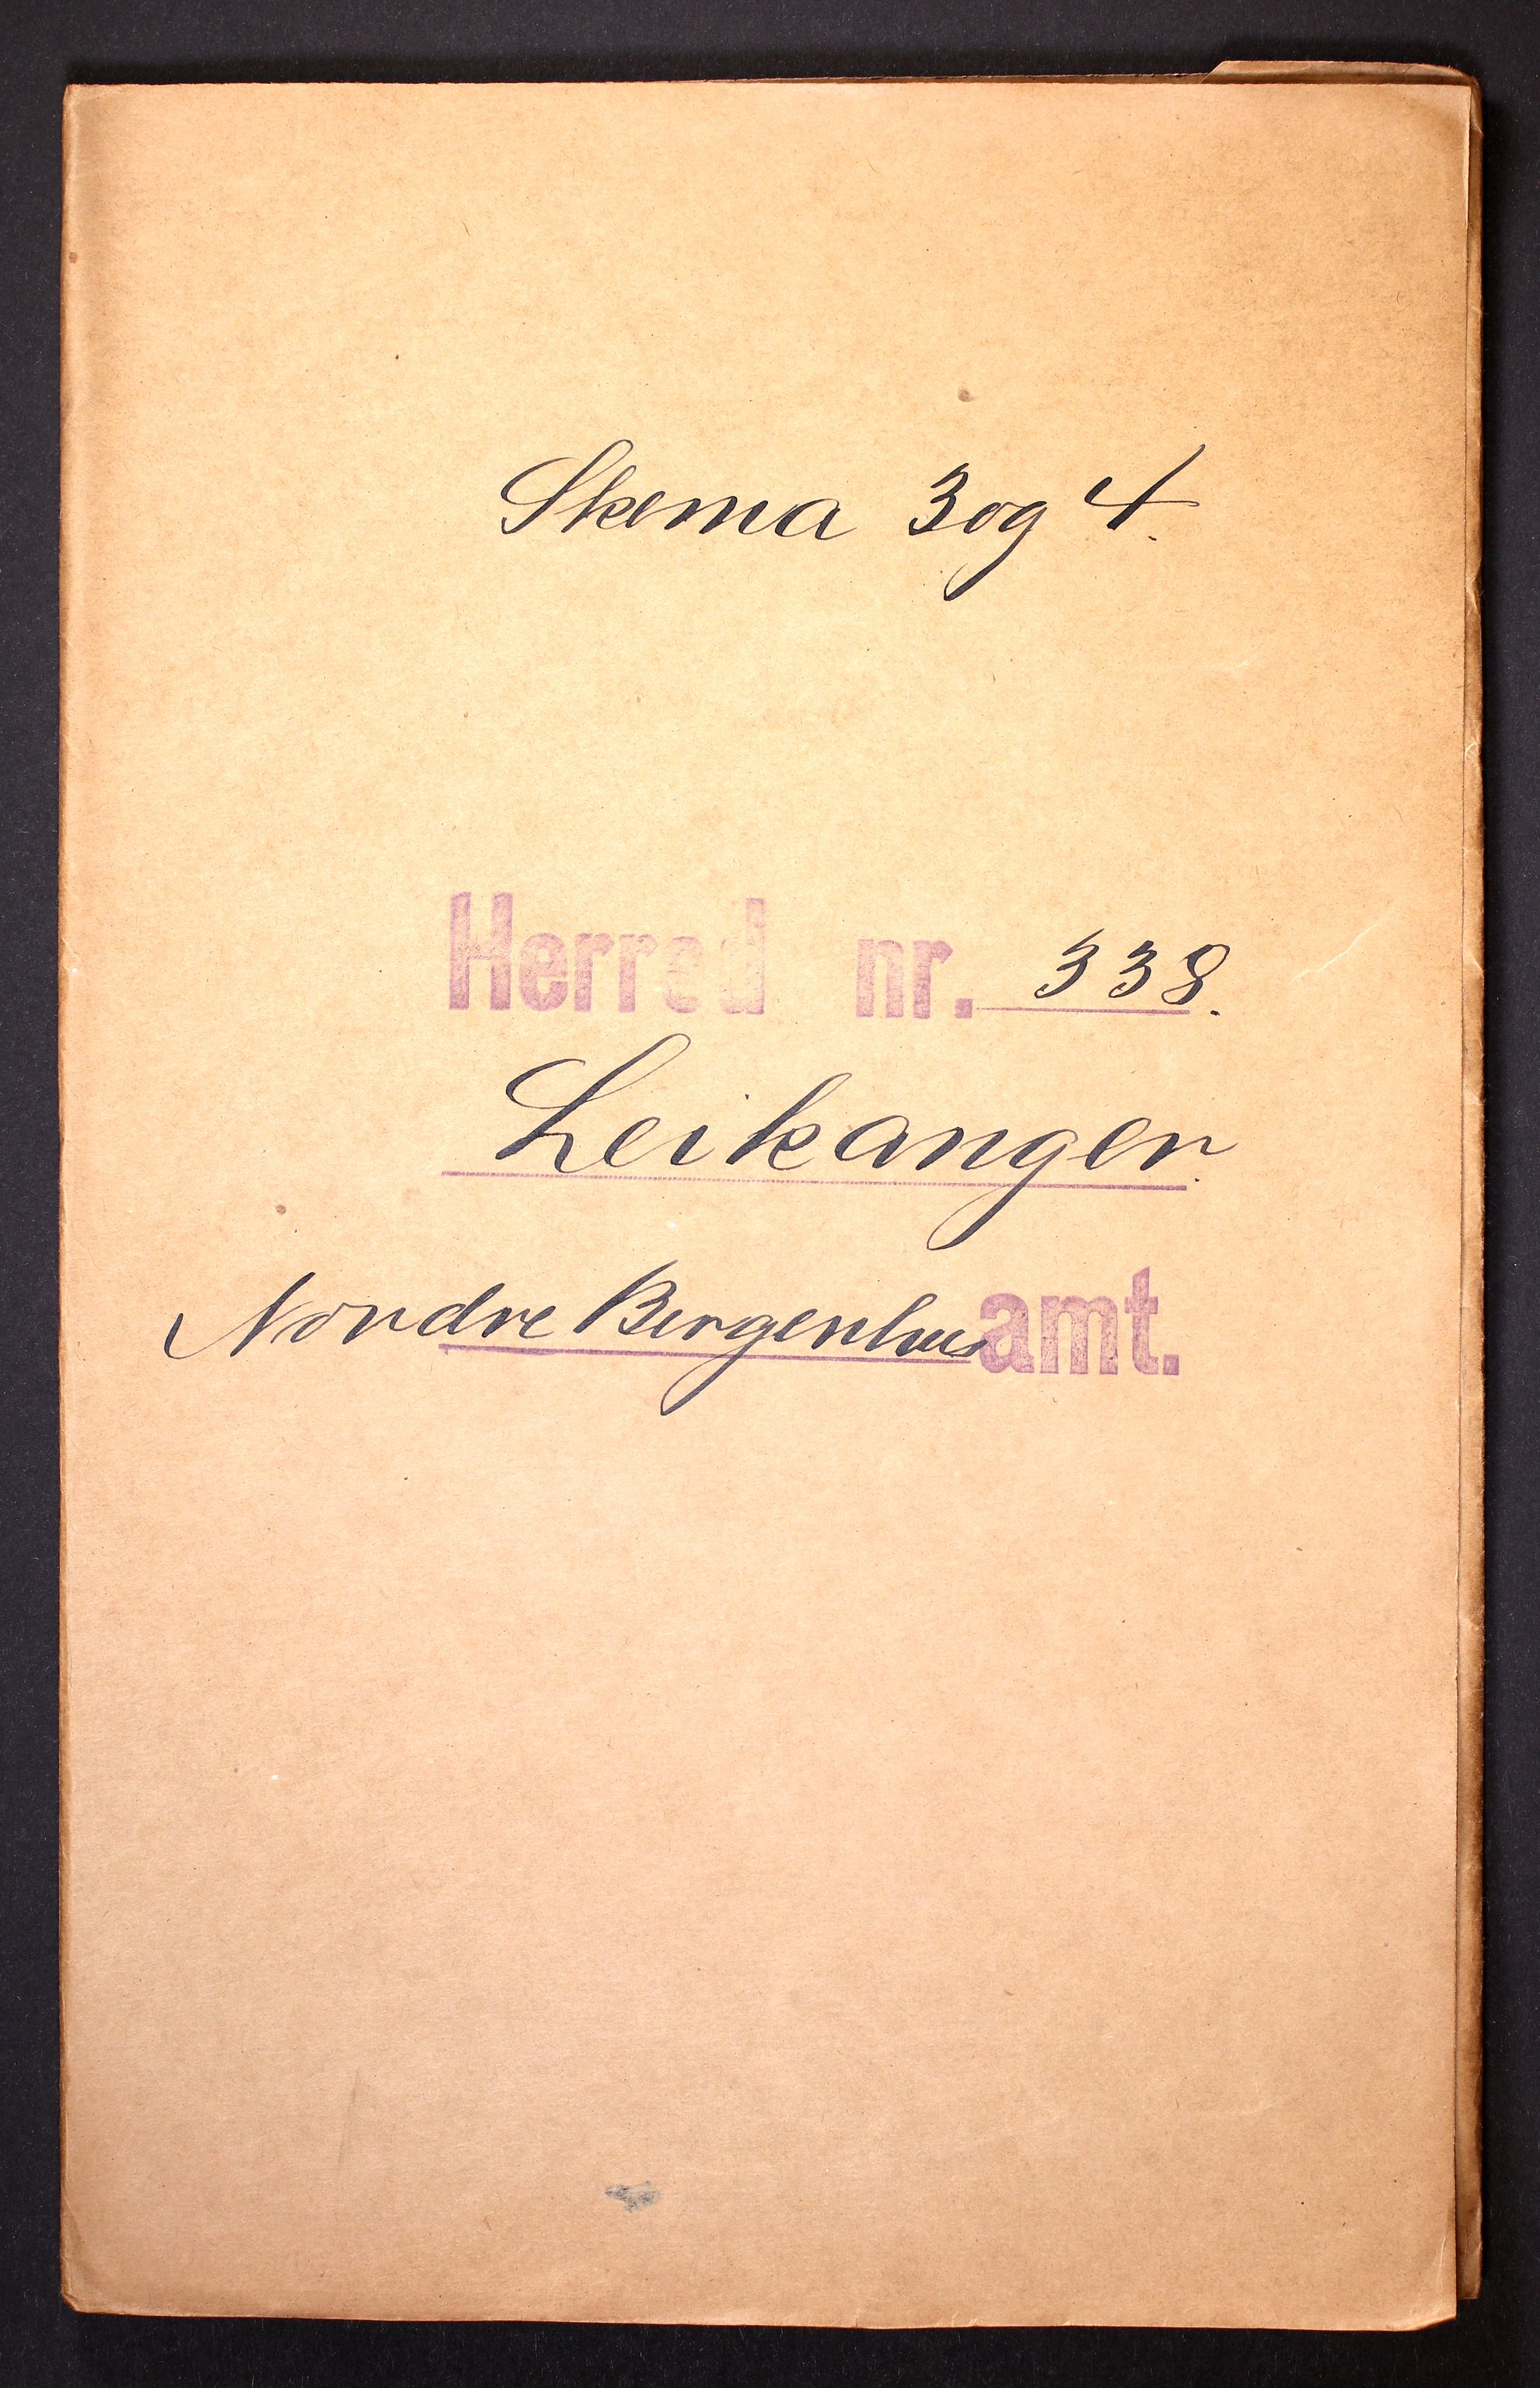 Skema 3 og 4.
Herred nr. 338.
Leikanger.
Nordre Bergenhus amt.